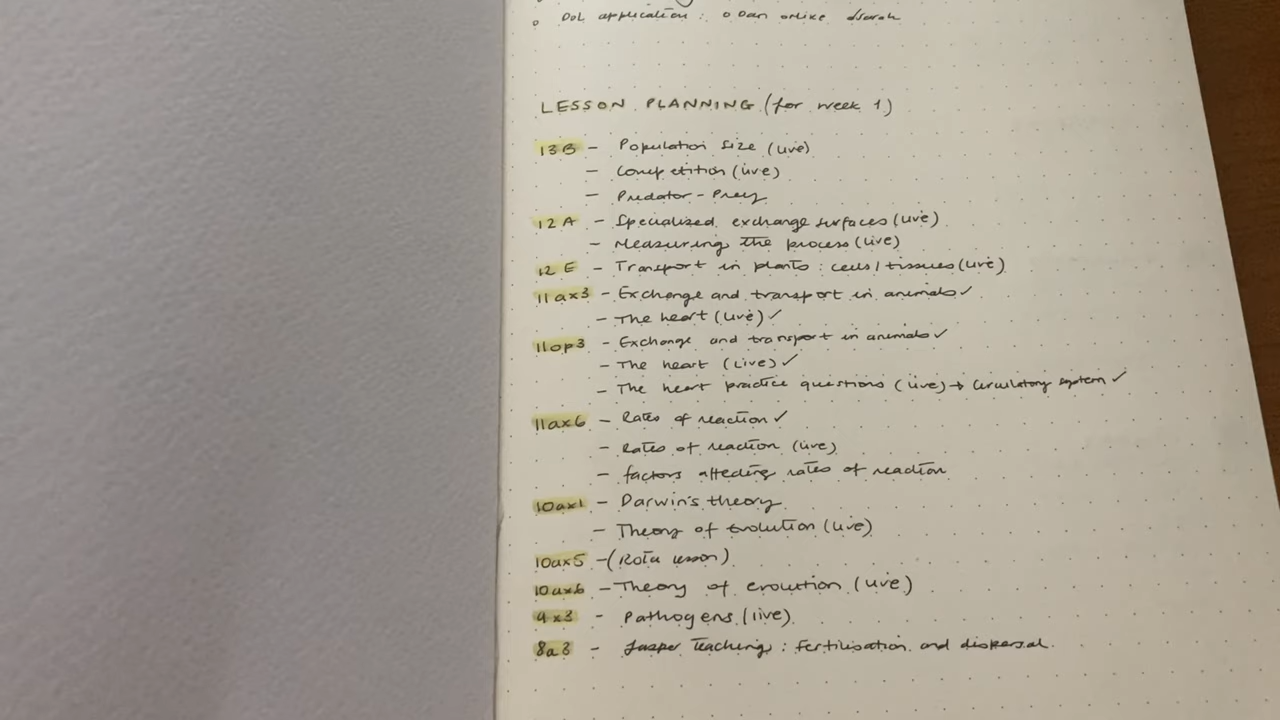 o DoL application : o Dan online
LESSON PLANNING (for week 1)
13B - Population size (live)
- Competition (live)
- Predator - Prey
12A - Specialized exchange surfaces (live)
- Measuring the process (live)
12E - Transport in plants : cells / tissues (live)
11ax3 - Exchange and transport in animals ✓
- The heart (live) ✓
11op3 - Exchange and transport in animals ✓
- The heart (live) ✓
- The heart practice questions (live) → circulatory system ✓
11ax6 - Rates of reaction ✓
- Rates of reaction (live)
- factors affecting rates of reaction
10ax1 - Darwin's theory
- Theory of Evolution (live)
10ax5 - (Rota lesson)
10ax6 - Theory of evolution (live)
9x3 - Pathogens (live)
8a3 - Jasper Teaching : Fertilisation and dispersal